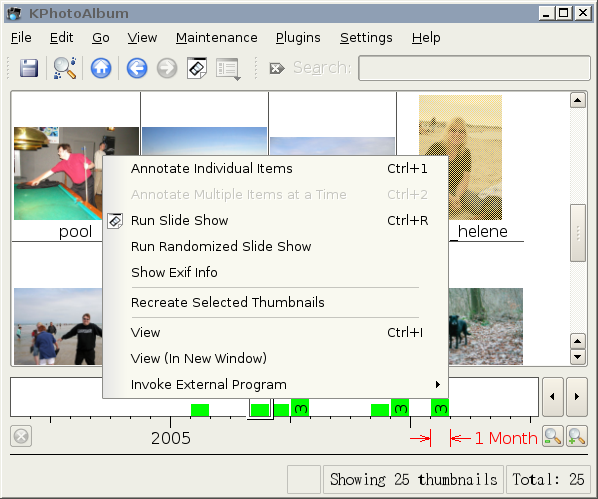 KPhotoAlbum
File Edit Go View Maintenance Plugins Settings Help
Search:
Annotate Individual Items Ctrl+1
Annotate Multiple Items at a Time Ctrl+2
Run Slide Show Ctrl+R
Run Randomized Slide Show
Show Exif Info
Recreate Selected Thumbnails
View Ctrl+I
View (In New Window)
Invoke External Program
pool
_helene
3 3 3
2005
1 Month
Showing 25 thumbnails
Total: 25